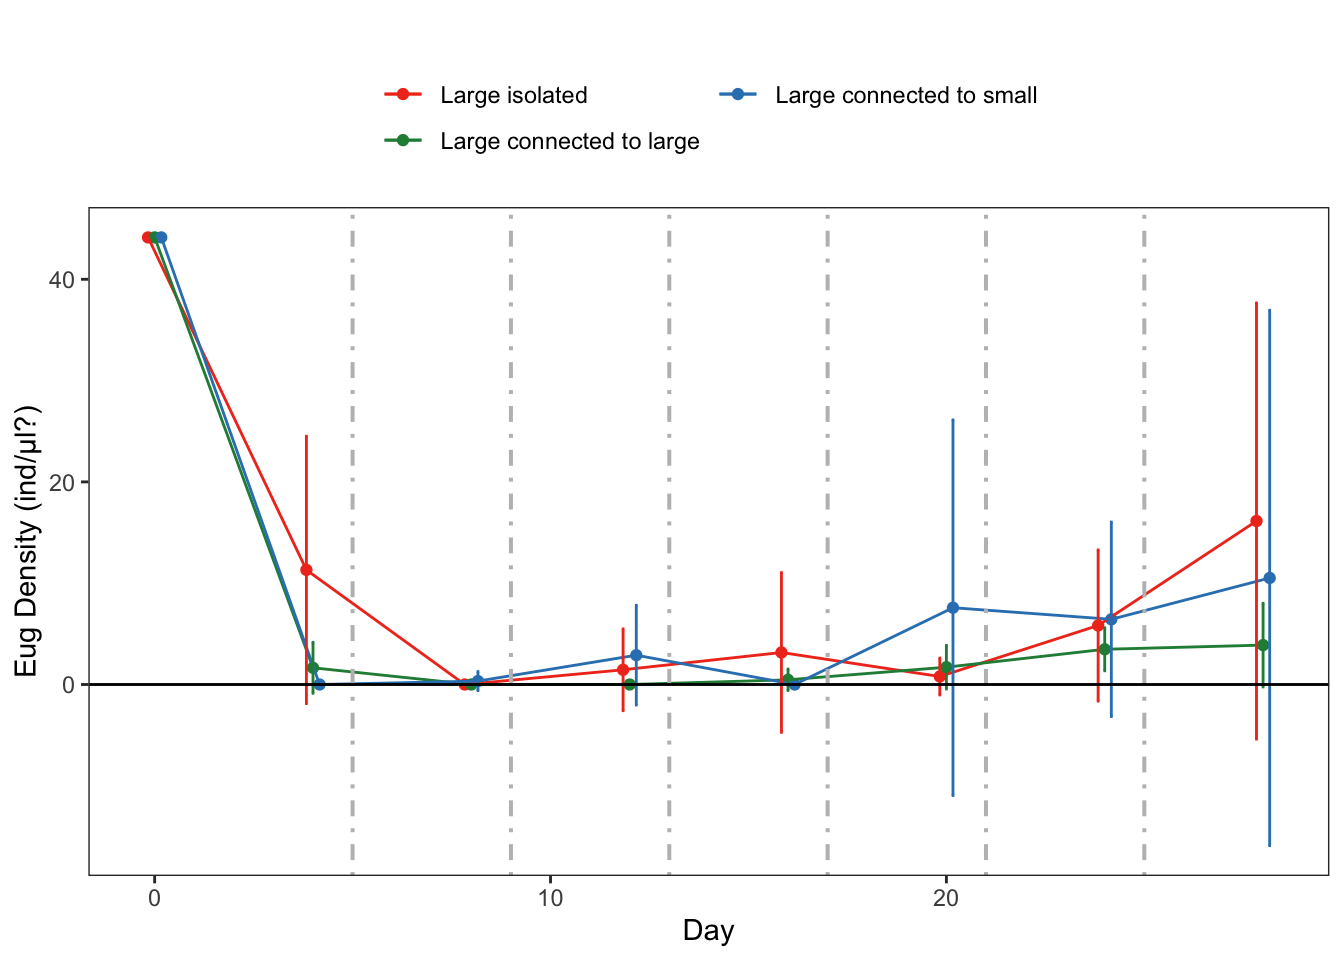 Large isolated
Large connected to small
Large connected to large
Eug Density (ind/µl?)
40
20
0
0
10
20
Day